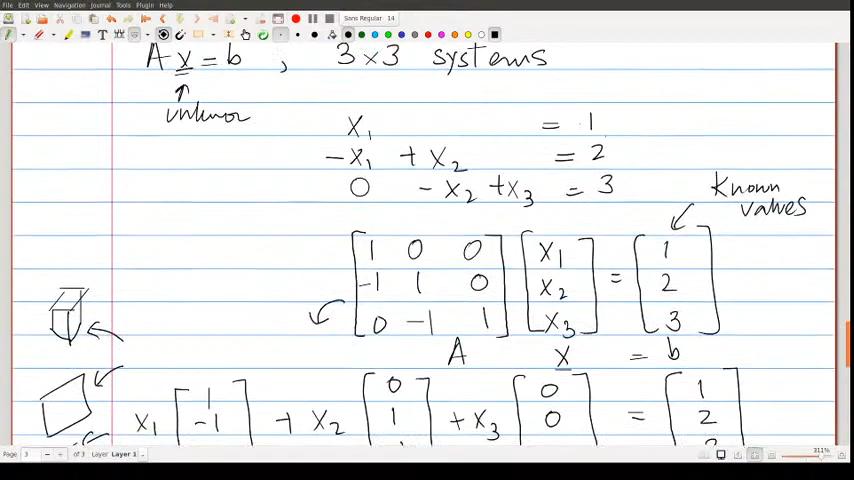 File Edit View Navigation Journal Tools Plugin Help
Sans Regular 14
A x = b , 3×3 systems
unknow
x₁ = 1
-x₁ + x₂ = 2
0 - x₂ + x₃ = 3
Known values
[1 0 0] [x₁] = [1]
[-1 1 0] [x₂] [2]
[0 -1 1] [x₃] [3]
A x = b
x₁ [1 -1] + x₂ [0 1] + x₃ [0 0] = [1 2]
Page 3 of 3 Layer Layer 1 311%